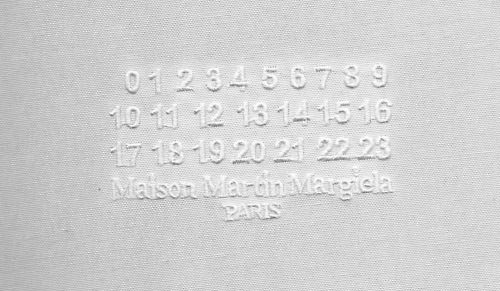 0 1 2 3 4 5 6 7 8 9
10 11 12 13 14 15 16
17 18 19 20 21 22 23
Maison Martin Margiela
PARIS